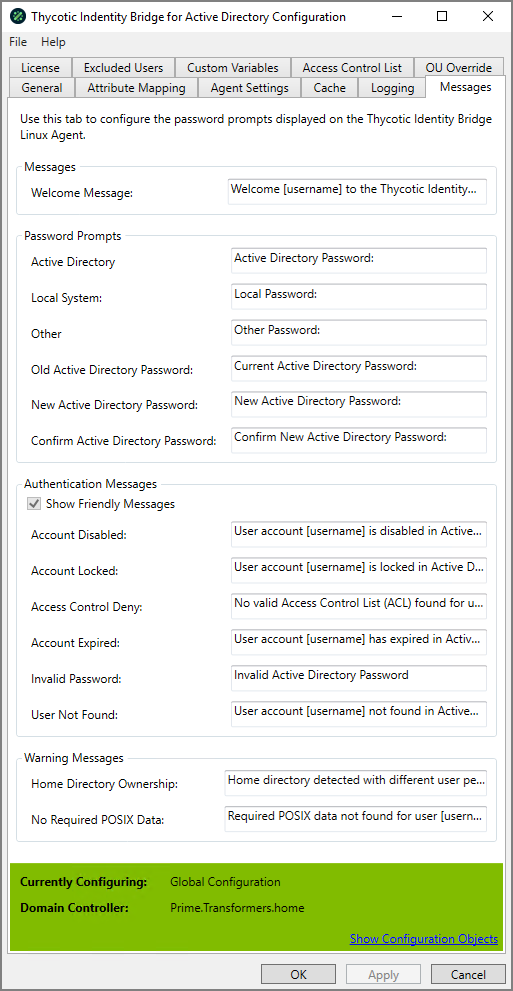 Thycotic Indentity Bridge for Active Directory Configuration
File Help
License Excluded Users Custom Variables Access Control List OU Override
General Attribute Mapping Agent Settings Cache Logging Messages
Use this tab to configure the password prompts displayed on the Thycotic Identity Bridge
Linux Agent.
Messages
Welcome Message: Welcome [username] to the Thycotic Identity...
Password Prompts
Active Directory Active Directory Password:
Local System: Local Password:
Other Other Password:
Old Active Directory Password: Current Active Directory Password:
New Active Directory Password: New Active Directory Password:
Confirm Active Directory Password: Confirm New Active Directory Password:
Authentication Messages
Show Friendly Messages
Account Disabled: User account [username] is disabled in Active...
Account Locked: User account [username] is locked in Active D...
Access Control Deny: No valid Access Control List (ACL) found for u...
Account Expired: User account [username] has expired in Activ...
Invalid Password: Invalid Active Directory Password
User Not Found: User account [username] not found in Active...
Warning Messages
Home Directory Ownership: Home directory detected with different user pe...
No Required POSIX Data: Required POSIX data not found for user [usern...
Currently Configuring: Global Configuration
Domain Controller: Prime.Transformers.home
Show Configuration Objects
OK Apply Cancel